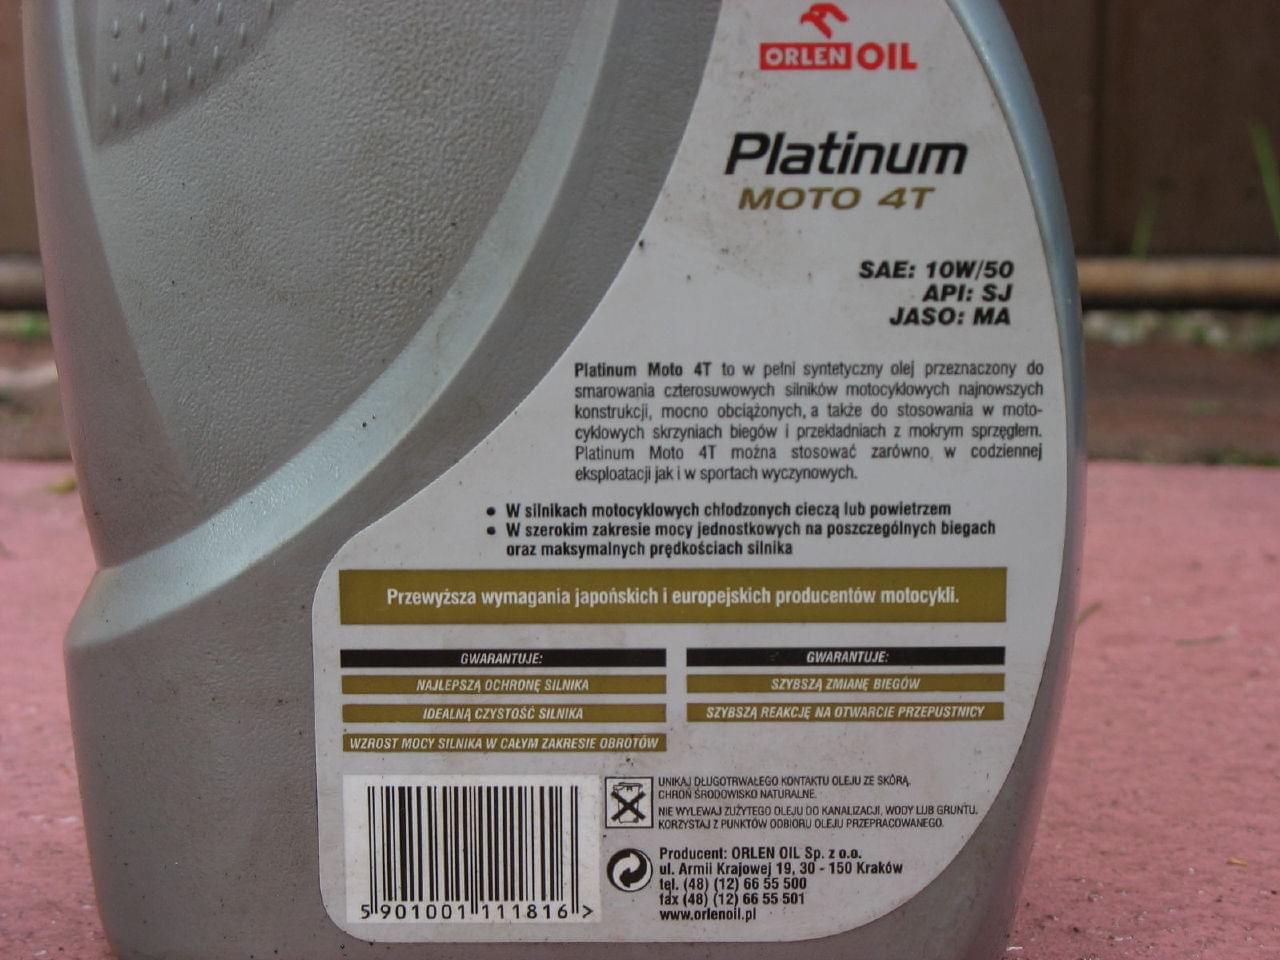 ORLEN OIL
Platinum
MOTO 4T
SAE: 10W/50
API: SJ
JASO: MA
Platinum Moto 4T to w pełni syntetyczny olej przeznaczony do
smarowania czterosuwowych silników motocyklowych najnowszych
konstrukcji, mocno obciążonych, a także do stosowania w moto-
cyklowych skrzyniach biegów i przekładniach z mokrym sprzęgłem.
Platinum Moto 4T można stosować zarówno w codziennej
eksploatacji jak i w sportach wyczynowych.
• W silnikach motocyklowych chłodzonych cieczą lub powietrzem
• W szerokim zakresie mocy jednostkowych na poszczególnych biegach
oraz maksymalnych prędkościach silnika
Przewyższa wymagania japońskich i europejskich producentów motocykli.
GWARANTUJE:
NAJLEPSZĄ OCHRONĘ SILNIKA
IDEALNĄ CZYSTOŚĆ SILNIKA
WZROST MOCY SILNIKA W CAŁYM ZAKRESIE OBROTÓW
GWARANTUJE:
SZYBSZĄ ZMIANĘ BIEGÓW
SZYBSZĄ REAKCJĘ NA OTWARCIE PRZEPUSTNICY
UNIKAJ DŁUGOTRWAŁEGO KONTAKTU OLEJU ZE SKÓRĄ,
CHROŃ ŚRODOWISKO NATURALNE.
NIE WYLEWAJ ZUŻYTEGO OLEJU DO KANALIZACJI, WODY LUB GRUNTU.
KORZYSTAJ Z PUNKTÓW ODBIORU OLEJU PRZEPRACOWANEGO.
Producent: ORLEN OIL Sp. z o.o.
ul. Armii Krajowej 19, 30 - 150 Kraków
tel. (48) (12) 66 55 500
fax (48) (12) 66 55 501
www.orlenoil.pl
5 901001 111816 >